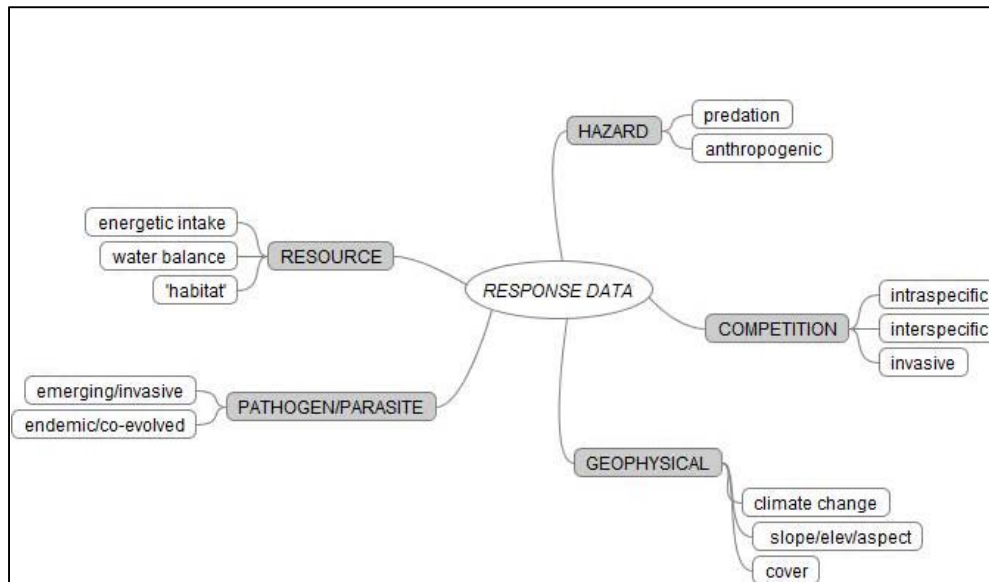 HAZARD
predation
anthropogenic
energetic intake
water balance
'habitat'
RESOURCE
RESPONSE DATA
COMPETITION
intraspecific
interspecific
invasive
emerging/invasive
endemic/co-evolved
PATHOGEN/PARASITE
GEOPHYSICAL
climate change
slope/elev/aspect
cover